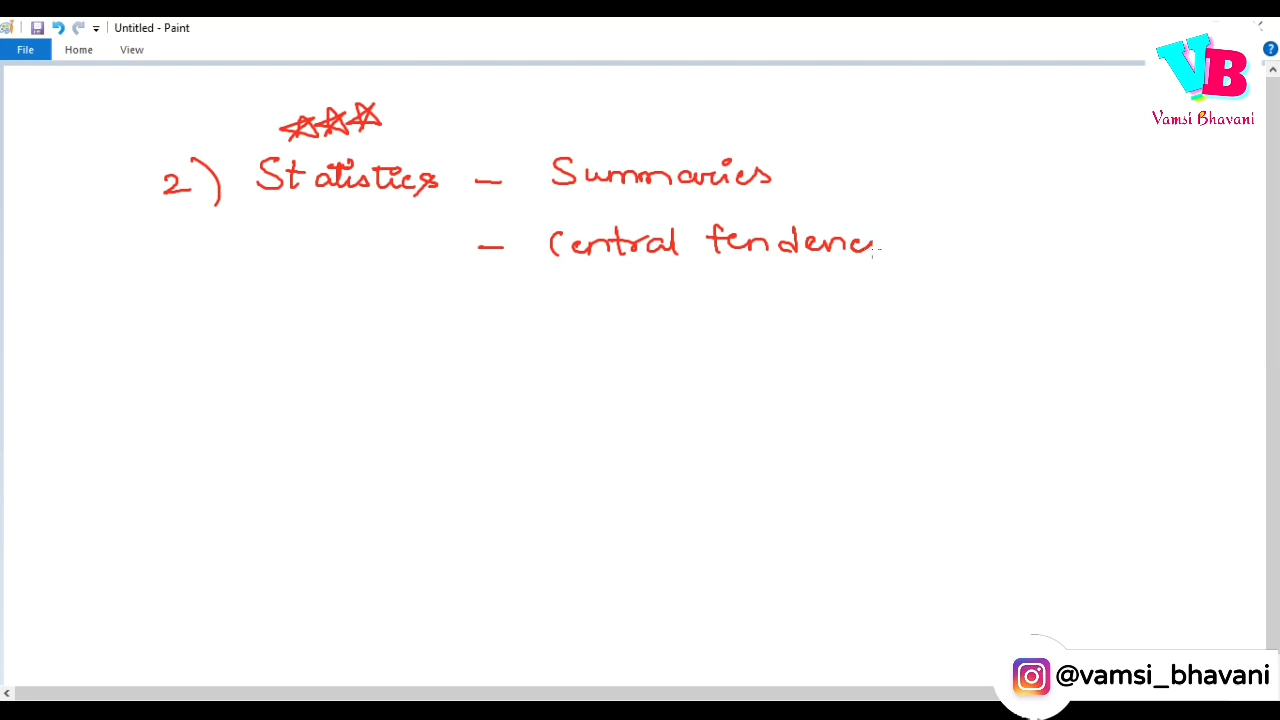 Untitled - Paint
File Home View
VB
Vamsi Bhavani
2) Statistics - Summaries
- Central tendenc
@vamsi_bhavani